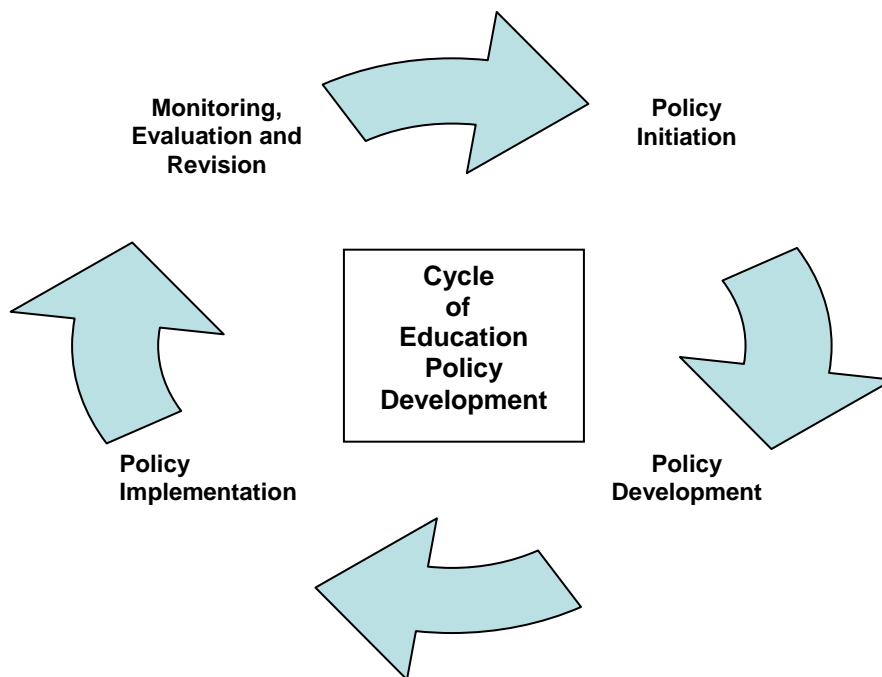 Monitoring,
Evaluation and
Revision
Policy
Initiation
Cycle
of
Education
Policy
Development
Policy
Implementation
Policy
Development